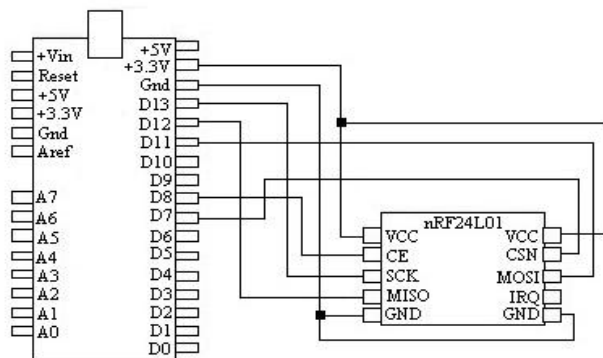 +Vin
Reset
+5V
+3.3V
Gnd
Aref
A7
A6
A5
A4
A3
A2
A1
A0
+5V
+3.3V
Gnd
D13
D12
D11
D10
D9
D8
D7
D6
D5
D4
D3
D2
D1
D0
nRF24L01
VCC
CE
SCK
MISO
GND
VCC
CSN
MOSI
IRQ
GND